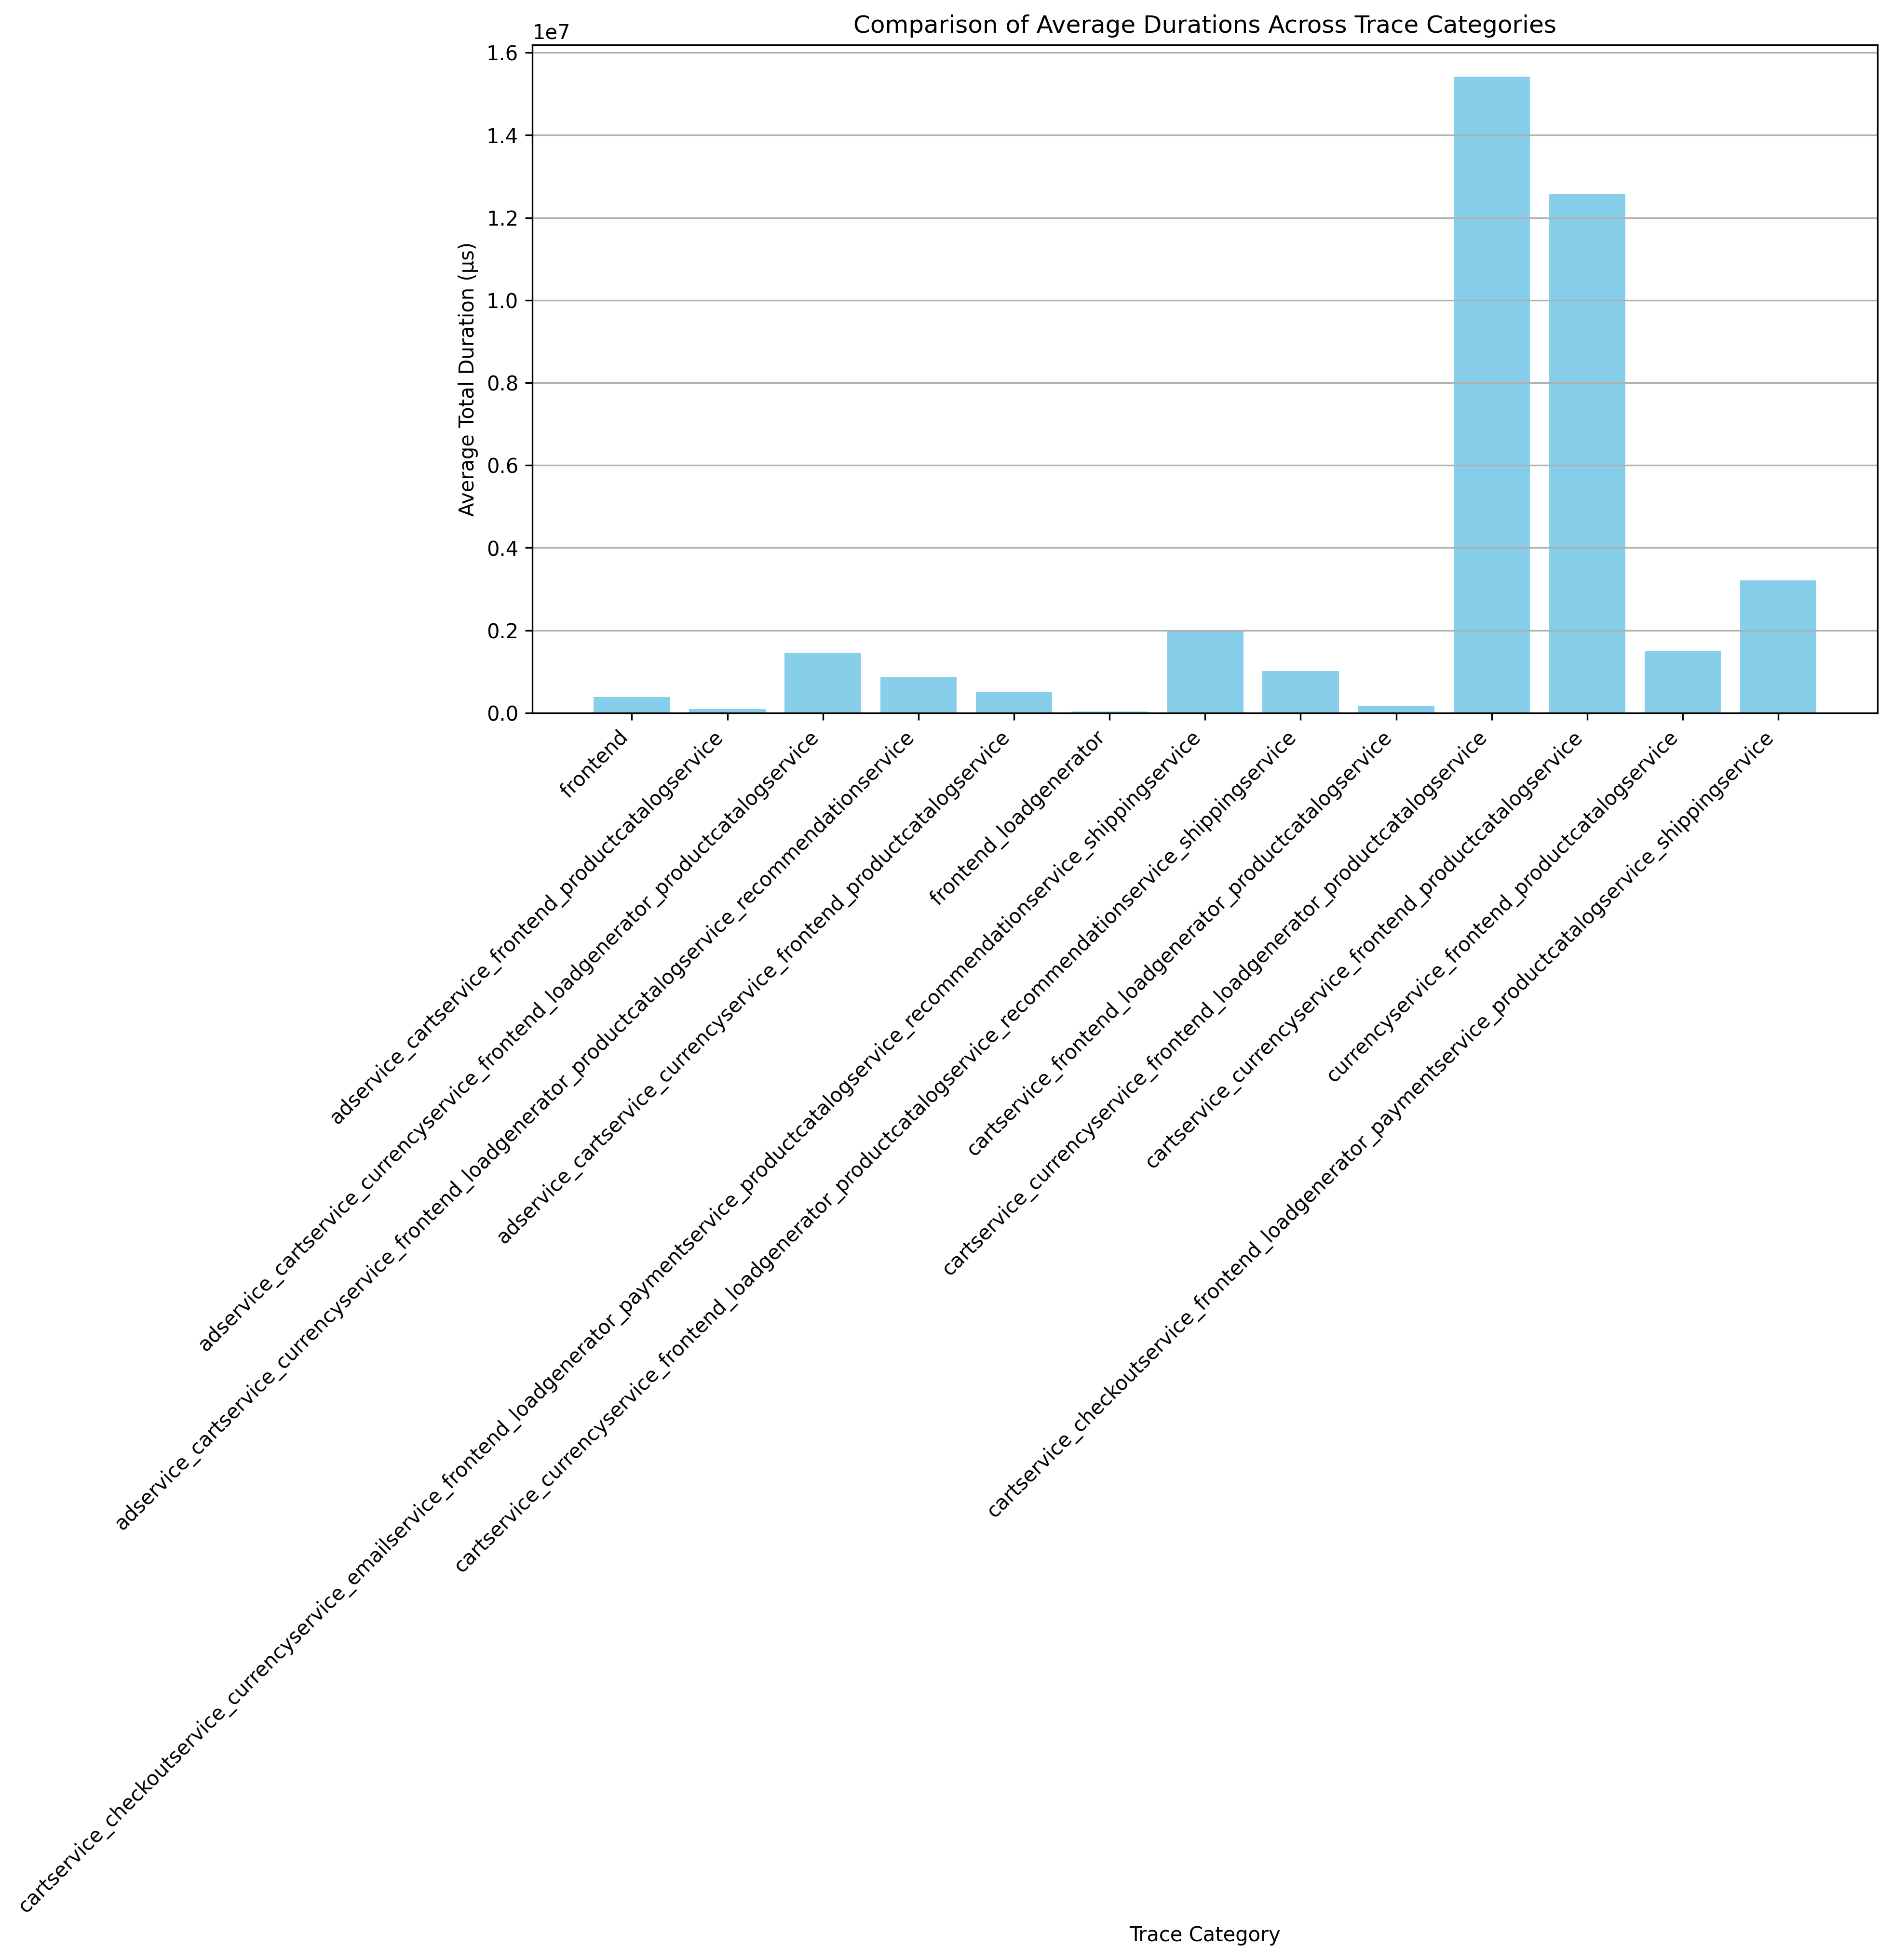 Comparison of Average Durations Across Trace Categories
1e7
Average Total Duration (µs)
1.6
1.4
1.2
1.0
0.8
0.6
0.4
0.2
0.0
frontend
adservice_cartservice_frontend_productcatalogservice
adservice_cartservice_currencyservice_frontend_loadgenerator_productcatalogservice
adservice_cartservice_currencyservice_frontend_loadgenerator_productcatalogservice_recommendationservice
adservice_cartservice_currencyservice_frontend_productcatalogservice
frontend_loadgenerator
cartservice_checkoutservice_currencyservice_emailservice_frontend_loadgenerator_paymentservice_productcatalogservice_recommendationservice_shippingservice
cartservice_currencyservice_frontend_loadgenerator_productcatalogservice_recommendationservice_shippingservice
cartservice_frontend_loadgenerator_productcatalogservice
cartservice_currencyservice_frontend_loadgenerator_productcatalogservice
cartservice_currencyservice_frontend_productcatalogservice
currencyservice_frontend_productcatalogservice
cartservice_checkoutservice_frontend_loadgenerator_paymentservice_productcatalogservice_shippingservice
Trace Category